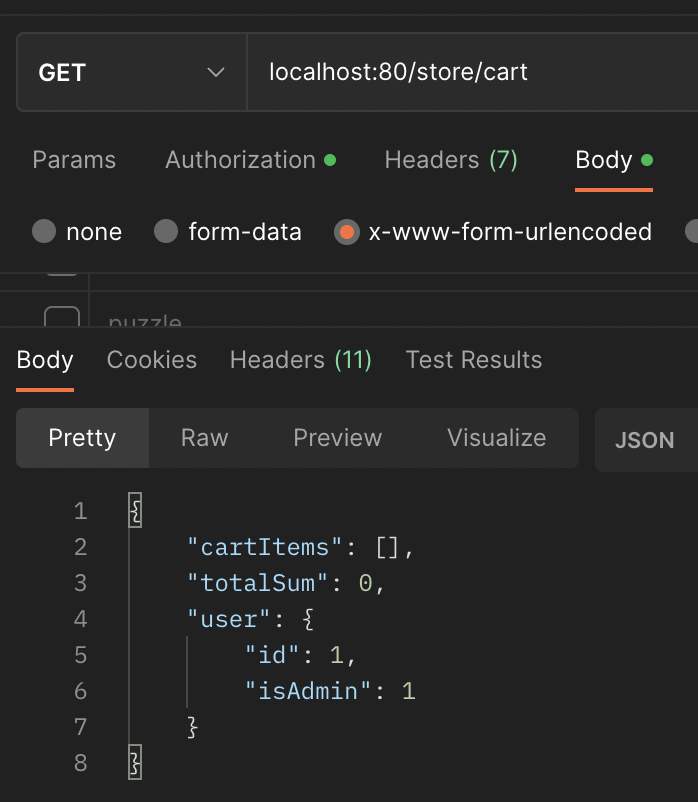 GET localhost:80/store/cart
Params Authorization Headers (7) Body
none form-data x-www-form-urlencoded
puzzle
Body Cookies Headers (11) Test Results
Pretty Raw Preview Visualize JSON
1 {
2 "cartItems": [],
3 "totalSum": 0,
4 "user": {
5 "id": 1,
6 "isAdmin": 1
7 }
8 }